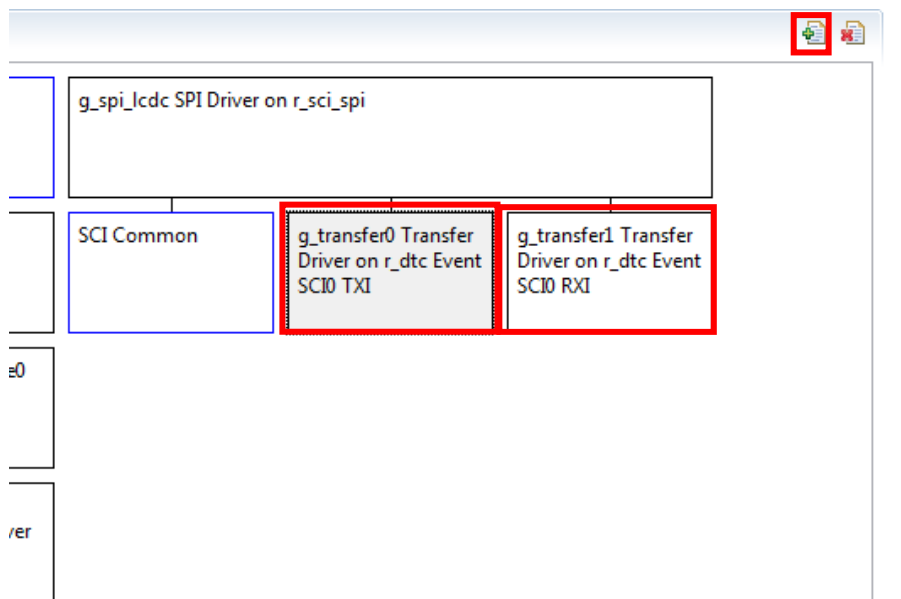 g_spi_lcdc SPI Driver on r_sci_spi
SCI Common
g_transfer0 Transfer
Driver on r_dtc Event
SCI0 TXI
g_transfer1 Transfer
Driver on r_dtc Event
SCI0 RXI
e0
ver